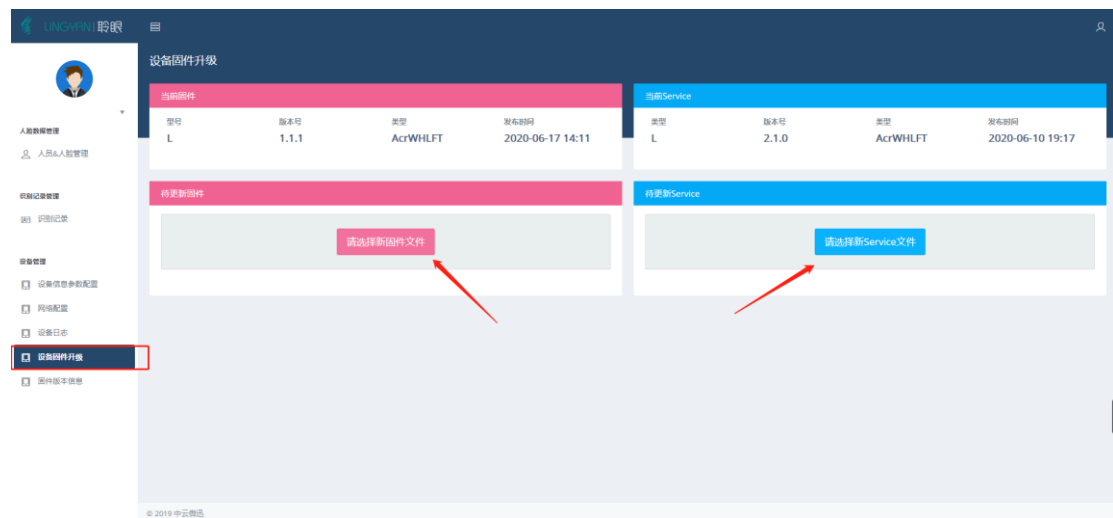 LINGYAN|聆眼
设备固件升级
当前固件
型号 版本号 类型 发布时间
L 1.1.1 AcrWHLFT 2020-06-17 14:11
当前Service
类型 版本号 类型 发布时间
L 2.1.0 AcrWHLFT 2020-06-10 19:17
待更新固件
请选择新固件文件
待更新Service
请选择新Service文件
人脸数据管理
人员&人脸管理
识别记录管理
识别记录
设备管理
设备信息参数配置
网络配置
设备日志
设备固件升级
固件版本信息
© 2019 中云微迅